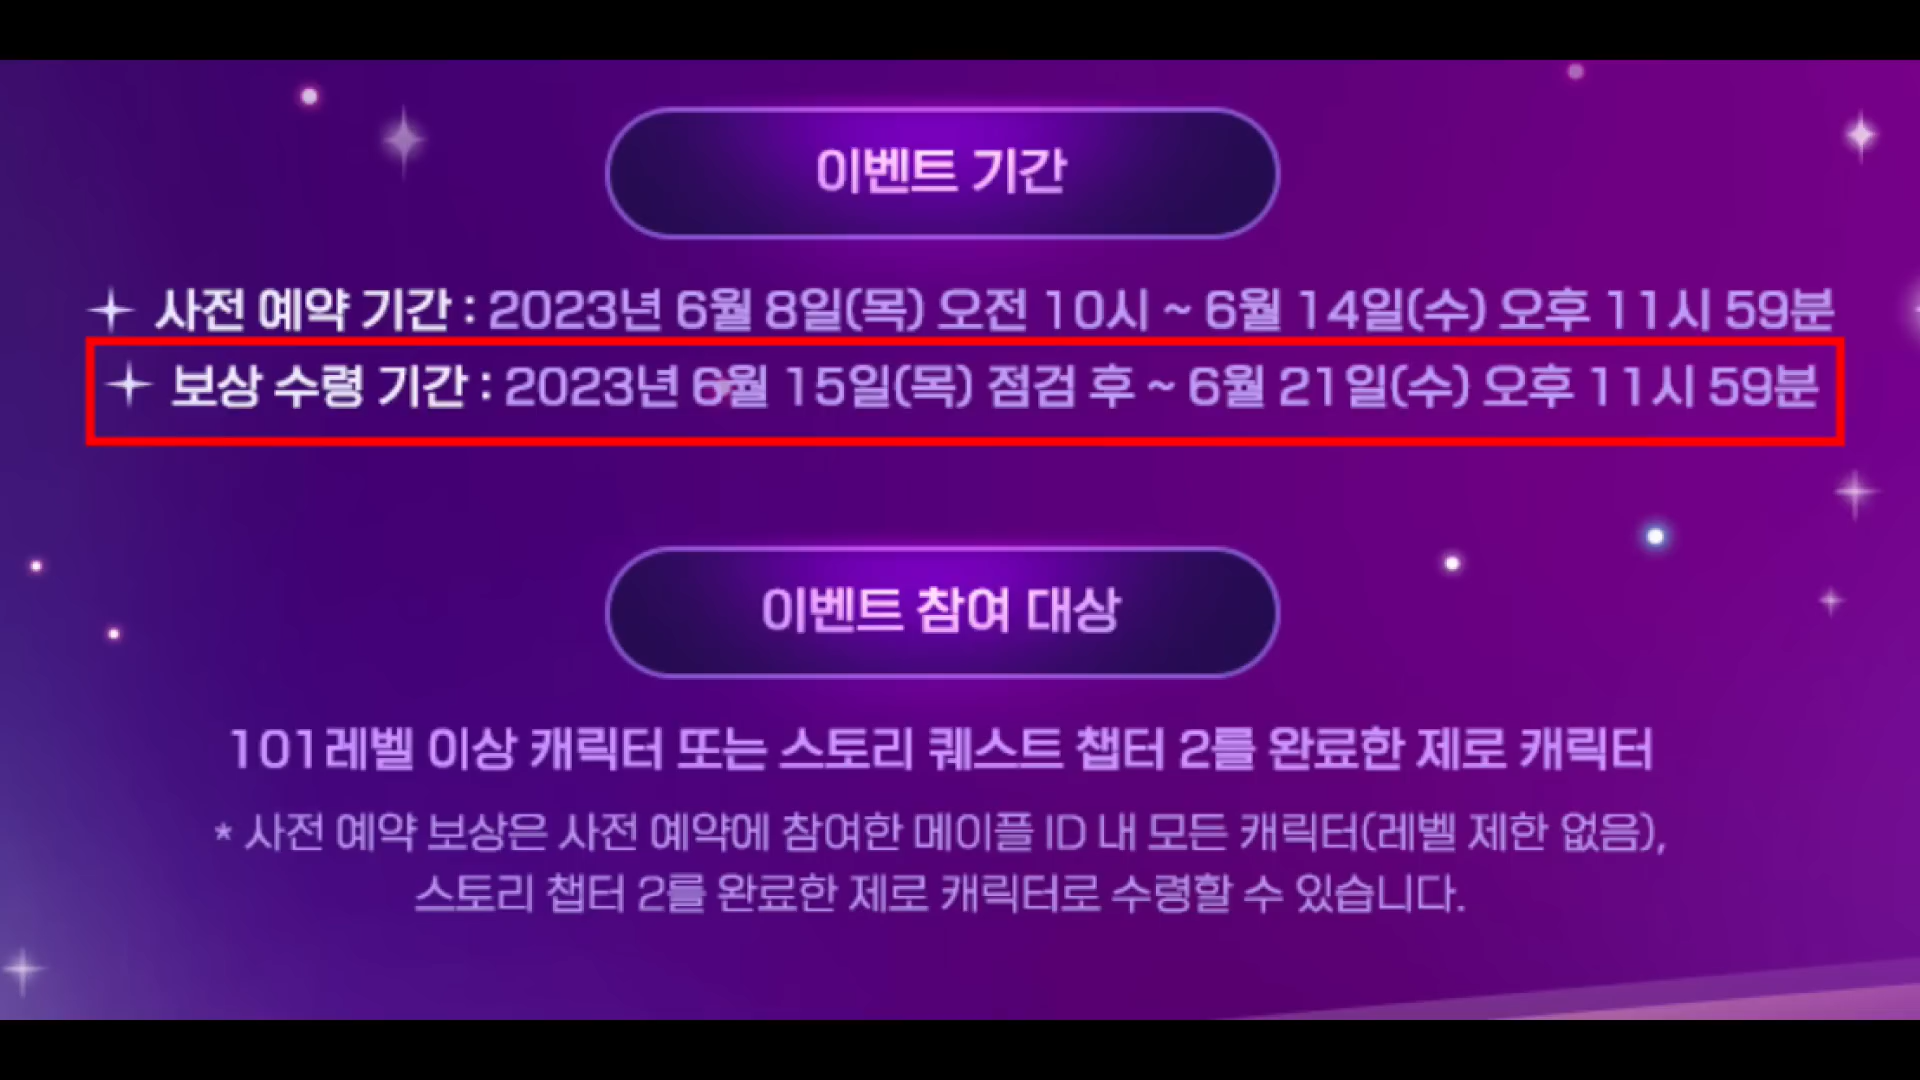 이벤트 기간
사전 예약 기간 : 2023년 6월 8일(목) 오전 10시 ~ 6월 14일(수) 오후 11시 59분
보상 수령 기간 : 2023년 6월 15일(목) 점검 후 ~ 6월 21일(수) 오후 11시 59분
이벤트 참여 대상
101레벨 이상 캐릭터 또는 스토리 퀘스트 챕터 2를 완료한 제로 캐릭터
* 사전 예약 보상은 사전 예약에 참여한 메이플 ID 내 모든 캐릭터(레벨 제한 없음),
스토리 챕터 2를 완료한 제로 캐릭터로 수령할 수 있습니다.